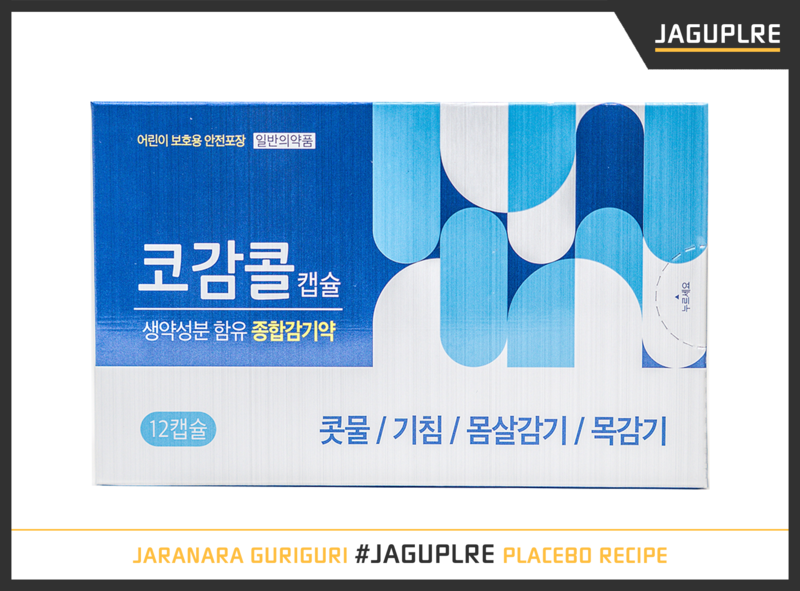 JAGUPLRE
어린이 보호용 안전포장 일반의약품
코감콜 캡슐
생약성분 함유 종합감기약
누르세요
12캡슐
콧물 / 기침 / 몸살감기 / 목감기
JARANARA GURIGURI #JAGUPLRE PLACEBO RECIPE